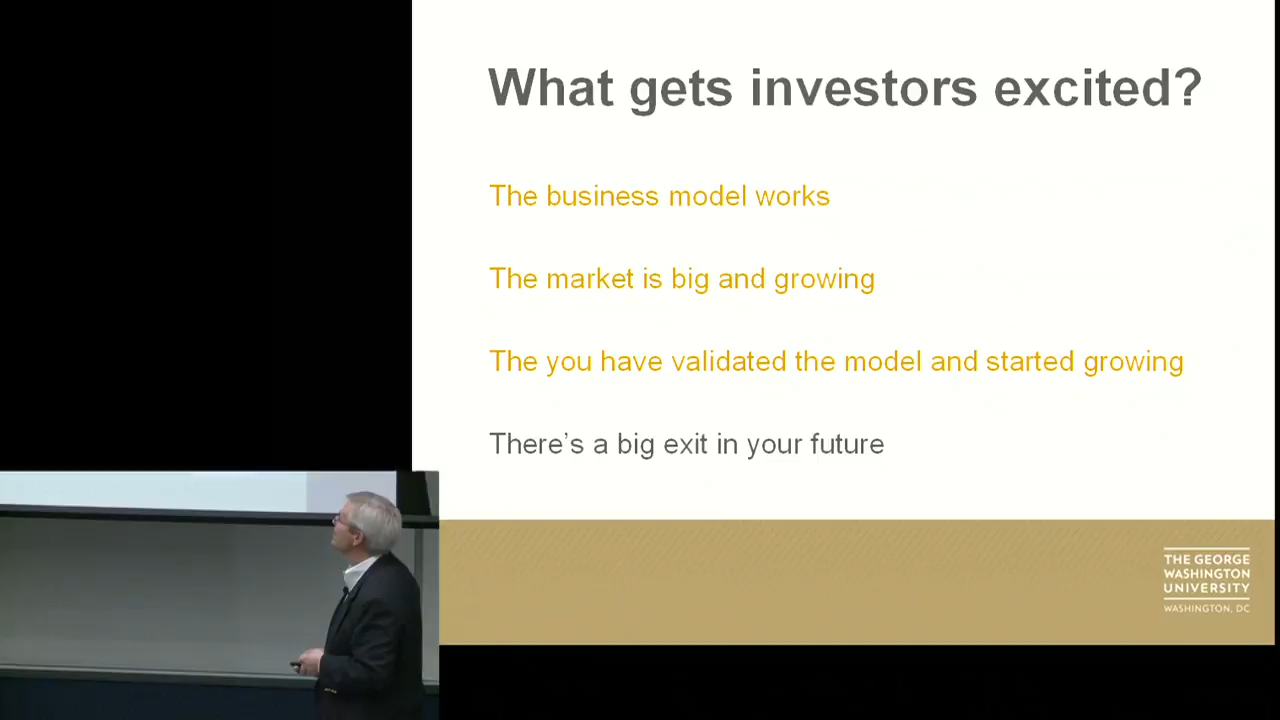 What gets investors excited?
The business model works
The market is big and growing
The you have validated the model and started growing
There’s a big exit in your future
THE GEORGE
WASHINGTON
UNIVERSITY
WASHINGTON, DC